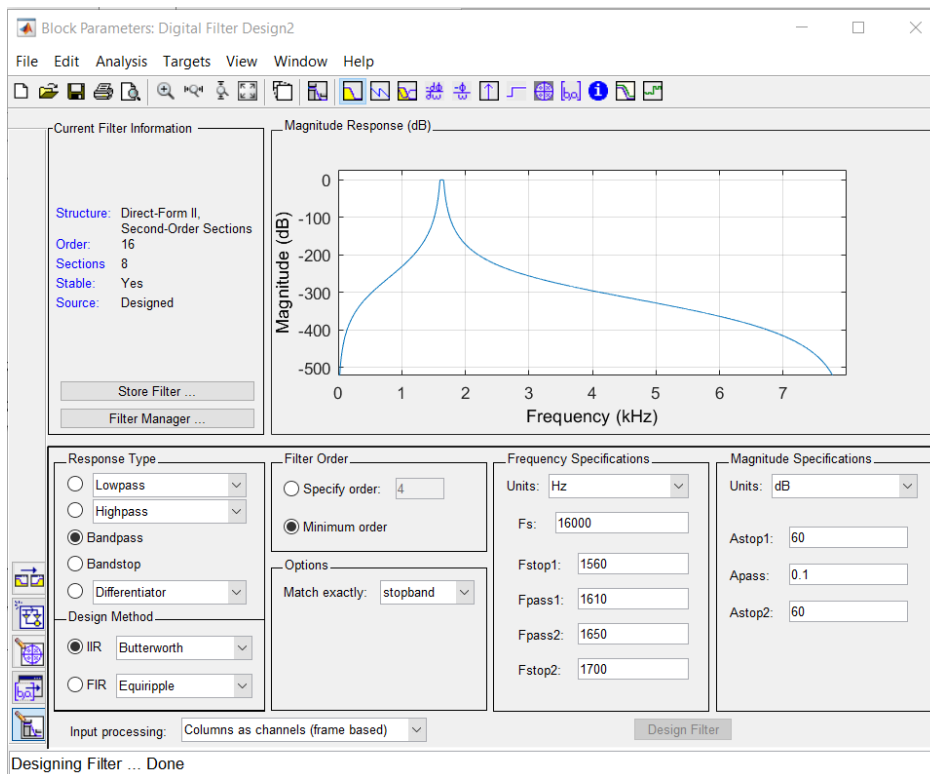 Block Parameters: Digital Filter Design2
File Edit Analysis Targets View Window Help
Current Filter Information
Structure: Direct-Form II,
Second-Order Sections
Order: 16
Sections 8
Stable: Yes
Source: Designed
Store Filter ...
Filter Manager ...
Magnitude Response (dB)
Magnitude (dB)
0
-100
-200
-300
-400
-500
0 1 2 3 4 5 6 7
Frequency (kHz)
Response Type
Lowpass
Highpass
Bandpass
Bandstop
Differentiator
Design Method
IIR Butterworth
FIR Equiripple
Filter Order
Specify order: 4
Minimum order
Options
Match exactly: stopband
Frequency Specifications
Units: Hz
Fs: 16000
Fstop1: 1560
Fpass1: 1610
Fpass2: 1650
Fstop2: 1700
Magnitude Specifications
Units: dB
Astop1: 60
Apass: 0.1
Astop2: 60
Input processing: Columns as channels (frame based)
Design Filter
Designing Filter ... Done